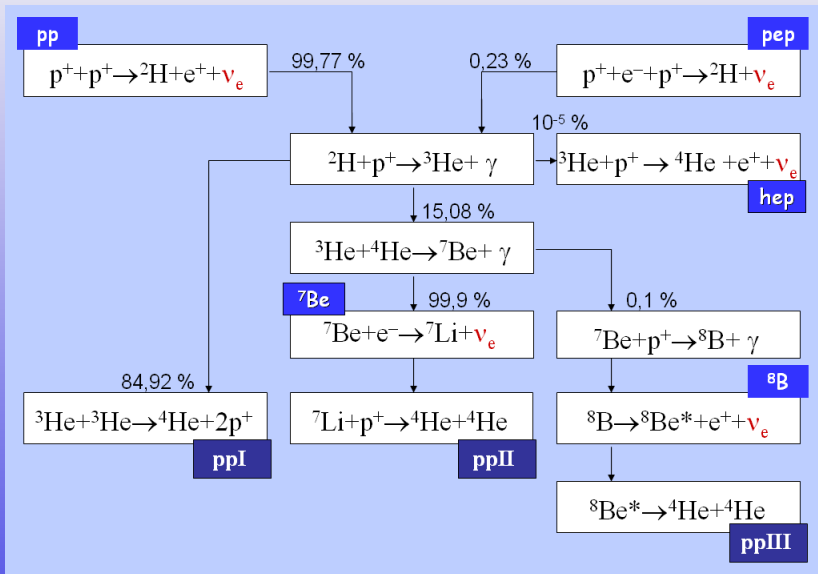 pp
p⁺+p⁺→²H+e⁺+νₑ
99,77 %
0,23 %
pep
p⁺+e⁻+p⁺→²H+νₑ
²H+p⁺→³He+ γ
10⁻⁵ %
³He+p⁺→ ⁴He +e⁺+νₑ
hep
15,08 %
³He+⁴He→⁷Be+ γ
⁷Be
99,9 %
⁷Be+e⁻→⁷Li+νₑ
0,1 %
⁷Be+p⁺→⁸B+ γ
84,92 %
³He+³He→⁴He+2p⁺
ppI
⁷Li+p⁺→⁴He+⁴He
ppII
⁸B
⁸B→⁸Be*+e⁺+νₑ
⁸Be*→⁴He+⁴He
ppIII